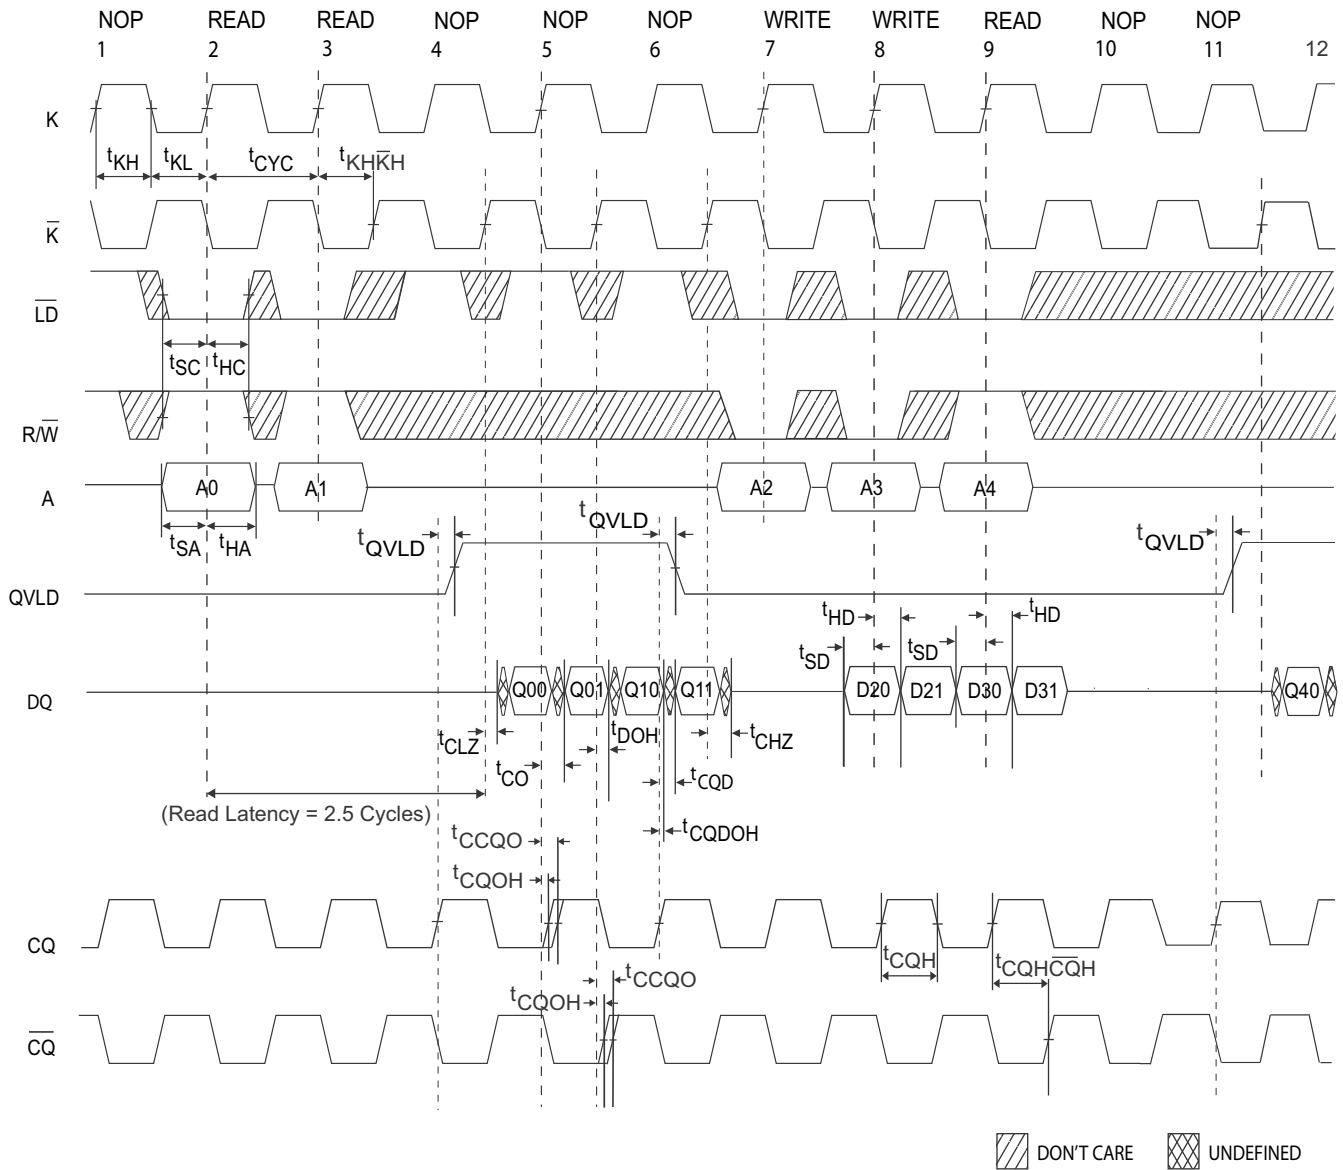 NOP READ READ NOP NOP NOP WRITE WRITE READ NOP NOP
1 2 3 4 5 6 7 8 9 10 11 12
K
tKH tKL tCYC tKHK̅H
K̅
L̅D̅
tSC tHC
R/W̅
A A0 A1 A2 A3 A4
tSA tHA tQVLD tQVLD tQVLD
QVLD
tHD tHD
tSD tSD
DQ Q00 Q01 Q10 Q11 D20 D21 D30 D31 Q40
tCLZ tDOH tCHZ
tCO tCQD
(Read Latency = 2.5 Cycles)
tCQDOH
tCCQO
tCQOH
CQ
tCQH tCQHC̅Q̅H
tCCQO
tCQOH
C̅Q̅
DON'T CARE UNDEFINED